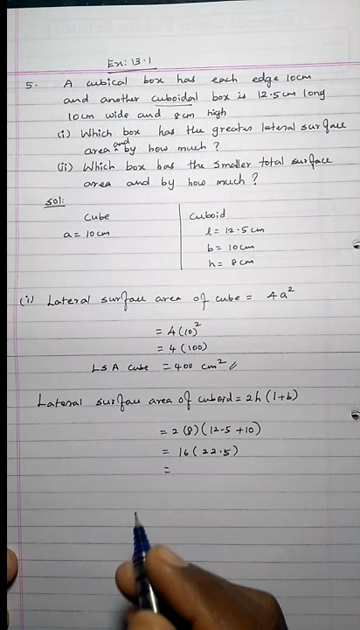 Ex: 13.1
5. A cubical box has each edge 10cm
and another cuboidal box is 12.5cm long
10cm wide and 8cm high
(i) Which box has the greater lateral surface
area and by how much?
(ii) Which box has the smaller total surface
area and by how much?
Sol:
Cube
a = 10cm
Cuboid
l = 12.5cm
b = 10cm
h = 8cm
(i) Lateral surface area of cube = 4a²
= 4(10)²
= 4(100)
LSA cube = 400 cm² //
Lateral surface area of cuboid = 2h(l+b)
= 2(8)(12.5+10)
= 16(22.5)
=